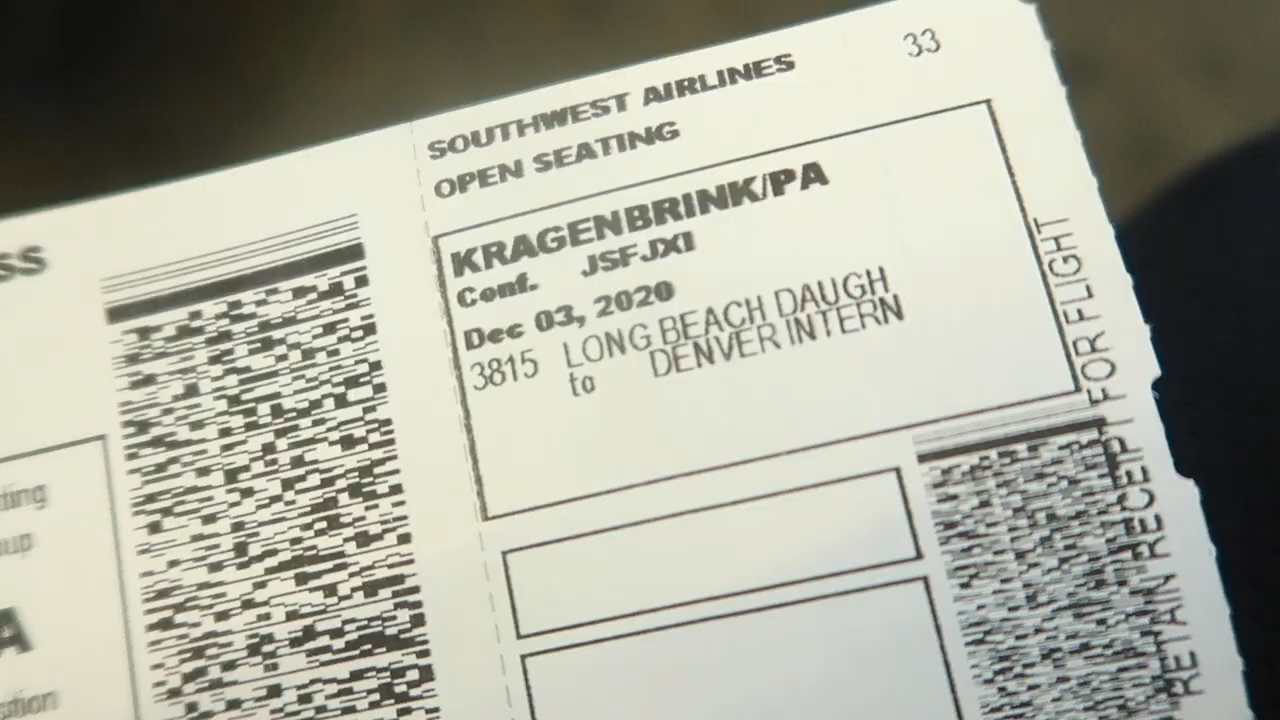 33
SOUTHWEST AIRLINES
OPEN SEATING
KRAGENBRINK/PA
Conf. JSFJXI
Dec 03, 2020
3815 LONG BEACH DAUGH
to DENVER INTERN
RETAIN RECEIPT FOR FLIGHT
A